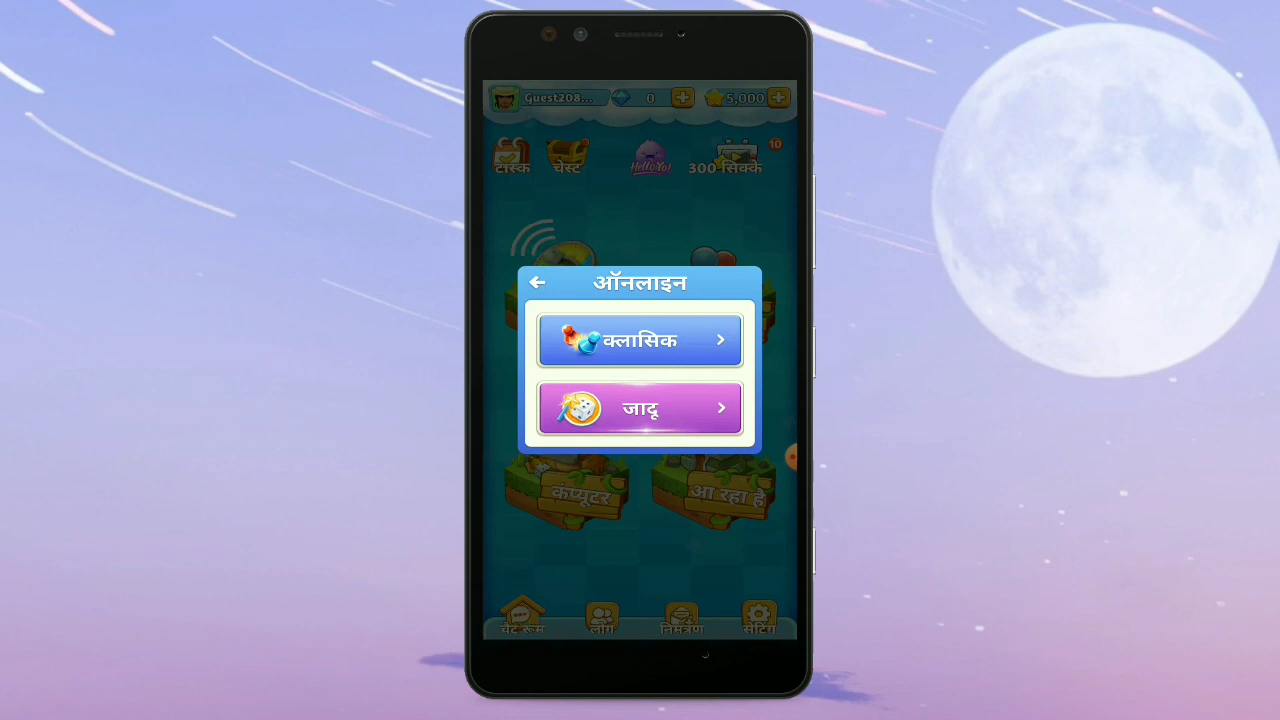 Guest208...
0
5,000
टास्क
चेस्ट
HelloYo!
300 सिक्के
10
ऑनलाइन
क्लासिक
जादू
कंप्यूटर
आ रहा है
चैट रूम
लोग
निमंत्रण
सेटिंग